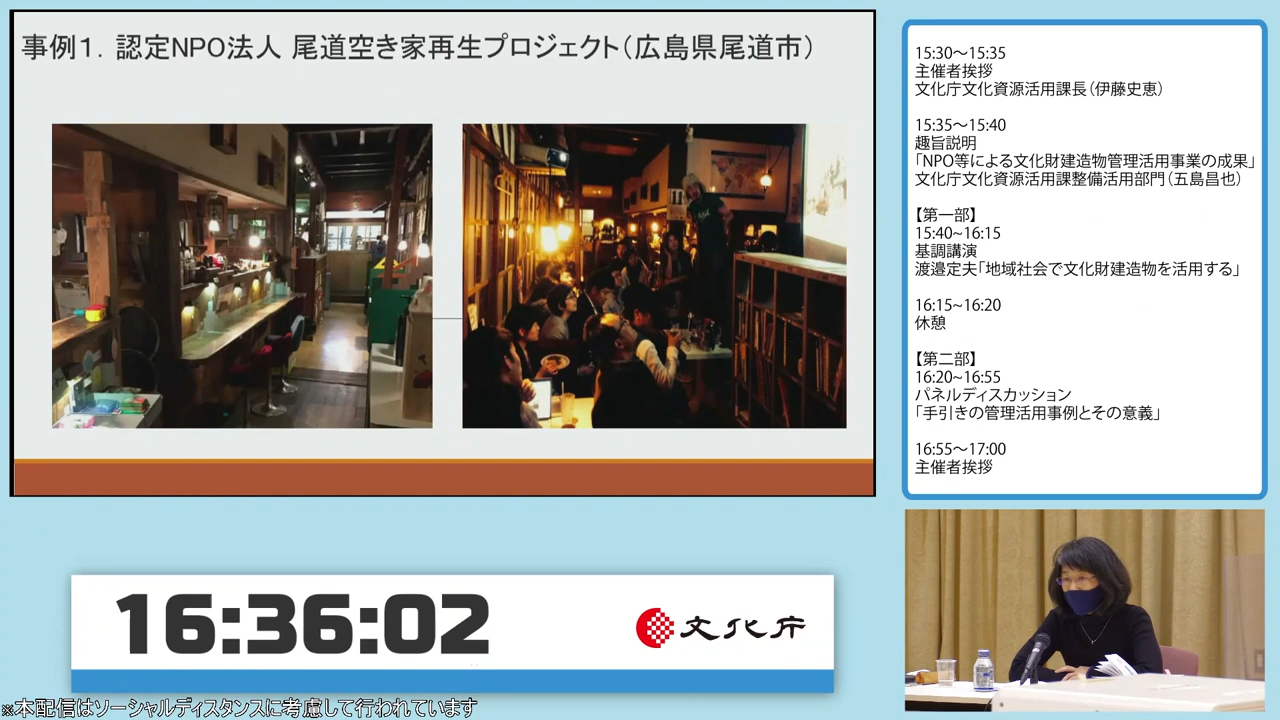 事例１．認定NPO法人 尾道空き家再生プロジェクト（広島県尾道市）
15:30～15:35
主催者挨拶
文化庁文化資源活用課長（伊藤史恵）
15:35～15:40
趣旨説明
「NPO等による文化財建造物管理活用事業の成果」
文化庁文化資源活用課整備活用部門（五島昌也）
【第一部】
15:40~16:15
基調講演
渡邉定夫「地域社会で文化財建造物を活用する」
16:15~16:20
休憩
【第二部】
16:20~16:55
パネルディスカッション
「手引きの管理活用事例とその意義」
16:55～17:00
主催者挨拶
16:36:02
文化庁
※本配信はソーシャルディスタンスに考慮して行われています